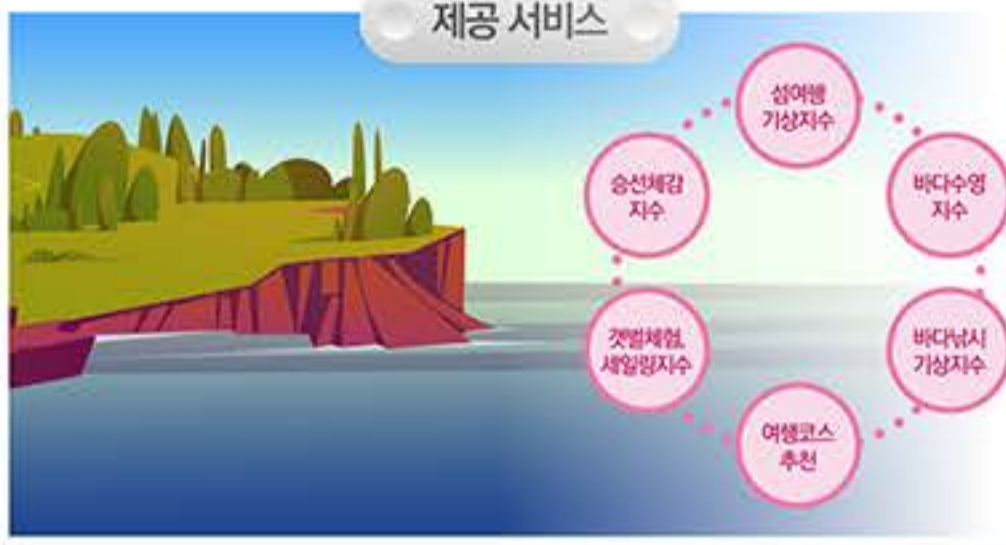 제공 서비스
섬여행
기상지수
승선체감
지수
바다수영
지수
갯벌체험,
세일링지수
바다낚시
기상지수
여행코스
추천